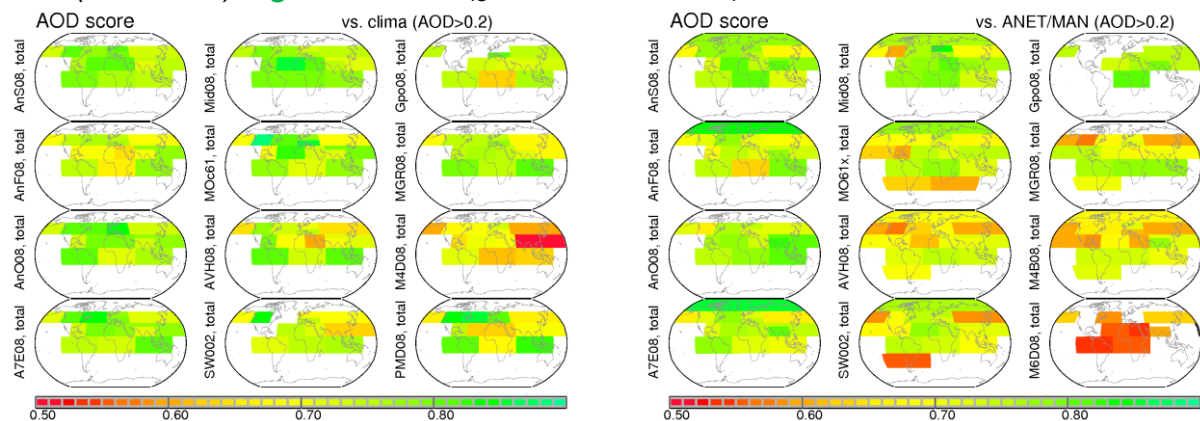 AOD score vs. clima (AOD>0.2)
AnS08, total
Mid08, total
Gpo08, total
AnF08, total
MOc61, total
MGR08, total
AnO08, total
AVH08, total
M4D08, total
A7E08, total
SW002, total
PMD08, total
0.50 0.60 0.70 0.80
AOD score vs. ANET/MAN (AOD>0.2)
AnS08, total
Mid08, total
Gpo08, total
AnF08, total
MO61.x, total
MGR08, total
AnO08, total
AVH08, total
M4B08, total
A7E08, total
SW002, total
M6D08, total
0.50 0.60 0.70 0.80